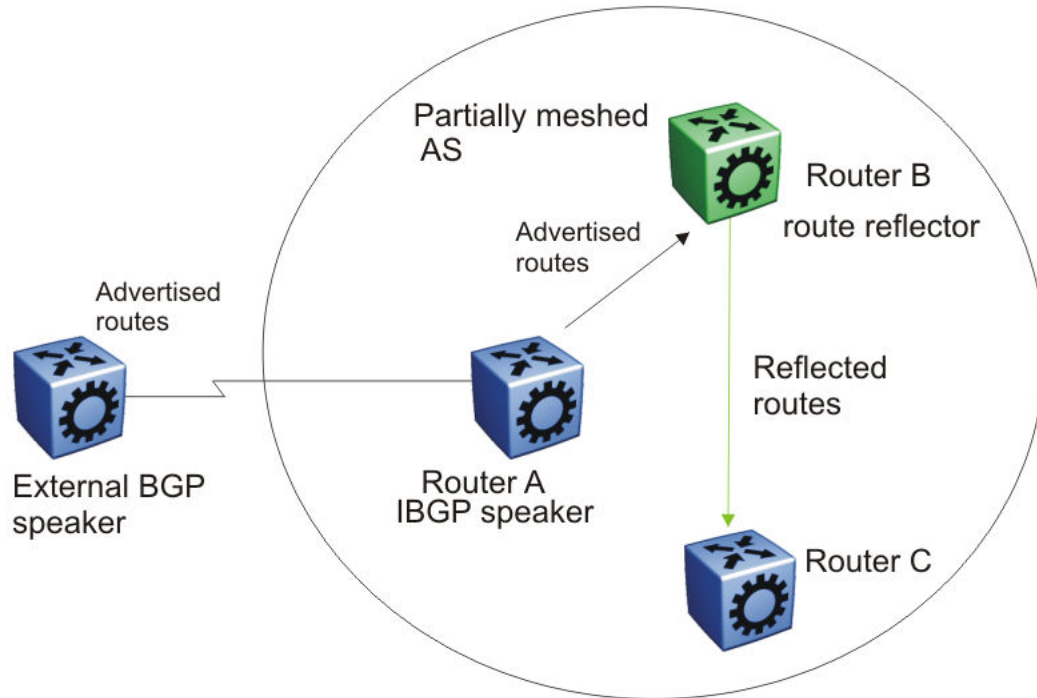 Partially meshed
AS
Router B
route reflector
Advertised
routes
Advertised
routes
Reflected
routes
External BGP
speaker
Router A
IBGP speaker
Router C